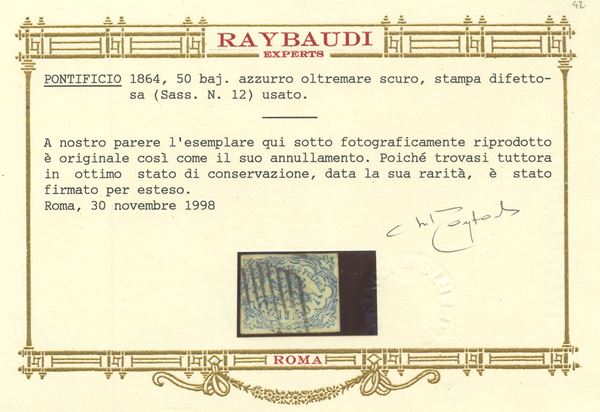 42
RAYBAUDI
EXPERTS
PONTIFICIO 1864, 50 baj. azzurro oltremare scuro, stampa difetto-
sa (Sass. N. 12) usato.
A nostro parere l'esemplare qui sotto fotograficamente riprodotto
è originale così come il suo annullamento. Poiché trovasi tuttora
in ottimo stato di conservazione, data la sua rarità, è stato
firmato per esteso.
Roma, 30 novembre 1998
ROMA